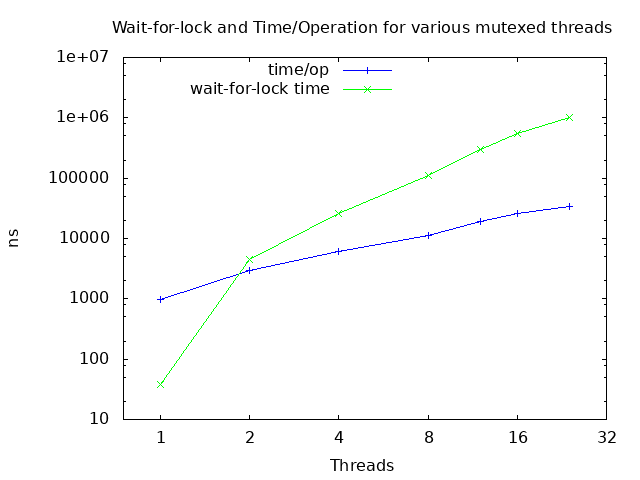 Wait-for-lock and Time/Operation for various mutexed threads
1e+07
time/op
wait-for-lock time
1e+06
100000
10000
ns
1000
100
10
1 2 4 8 16 32
Threads